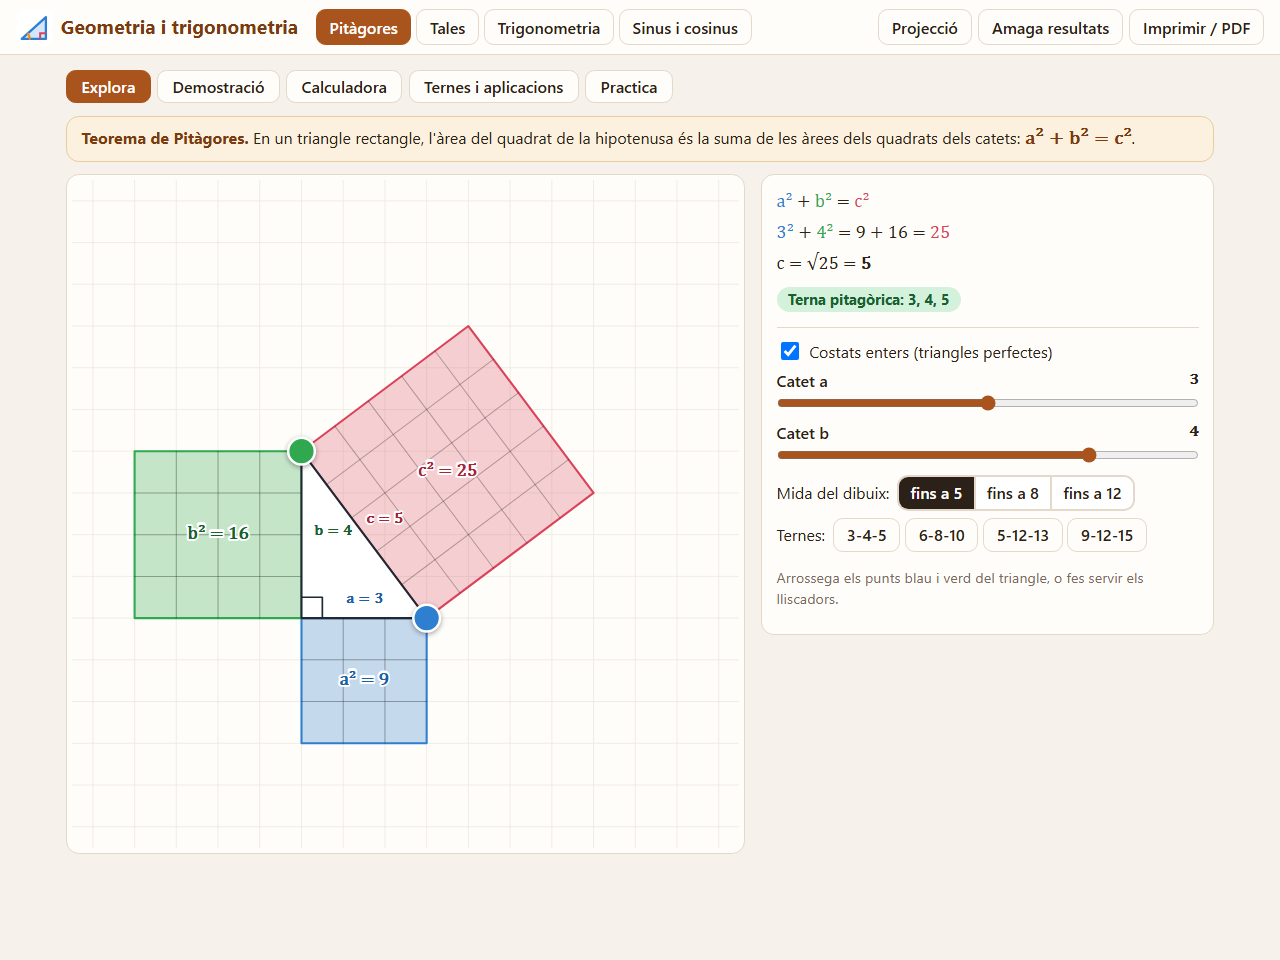 Geometria i trigonometria
Pitàgores
Tales
Trigonometria
Sinus i cosinus
Projecció
Amaga resultats
Imprimir / PDF
Explora
Demostració
Calculadora
Ternes i aplicacions
Practica
Teorema de Pitàgores. En un triangle rectangle, l'àrea del quadrat de la hipotenusa és la suma de les àrees dels quadrats dels catets: a² + b² = c².
c² = 25
b² = 16
b = 4
c = 5
a = 3
a² = 9
a² + b² = c²
3² + 4² = 9 + 16 = 25
c = √25 = 5
Terna pitagòrica: 3, 4, 5
Costats enters (triangles perfectes)
Catet a 3
Catet b 4
Mida del dibuix: fins a 5 fins a 8 fins a 12
Ternes: 3-4-5 6-8-10 5-12-13 9-12-15
Arrossega els punts blau i verd del triangle, o fes servir els
lliscadors.